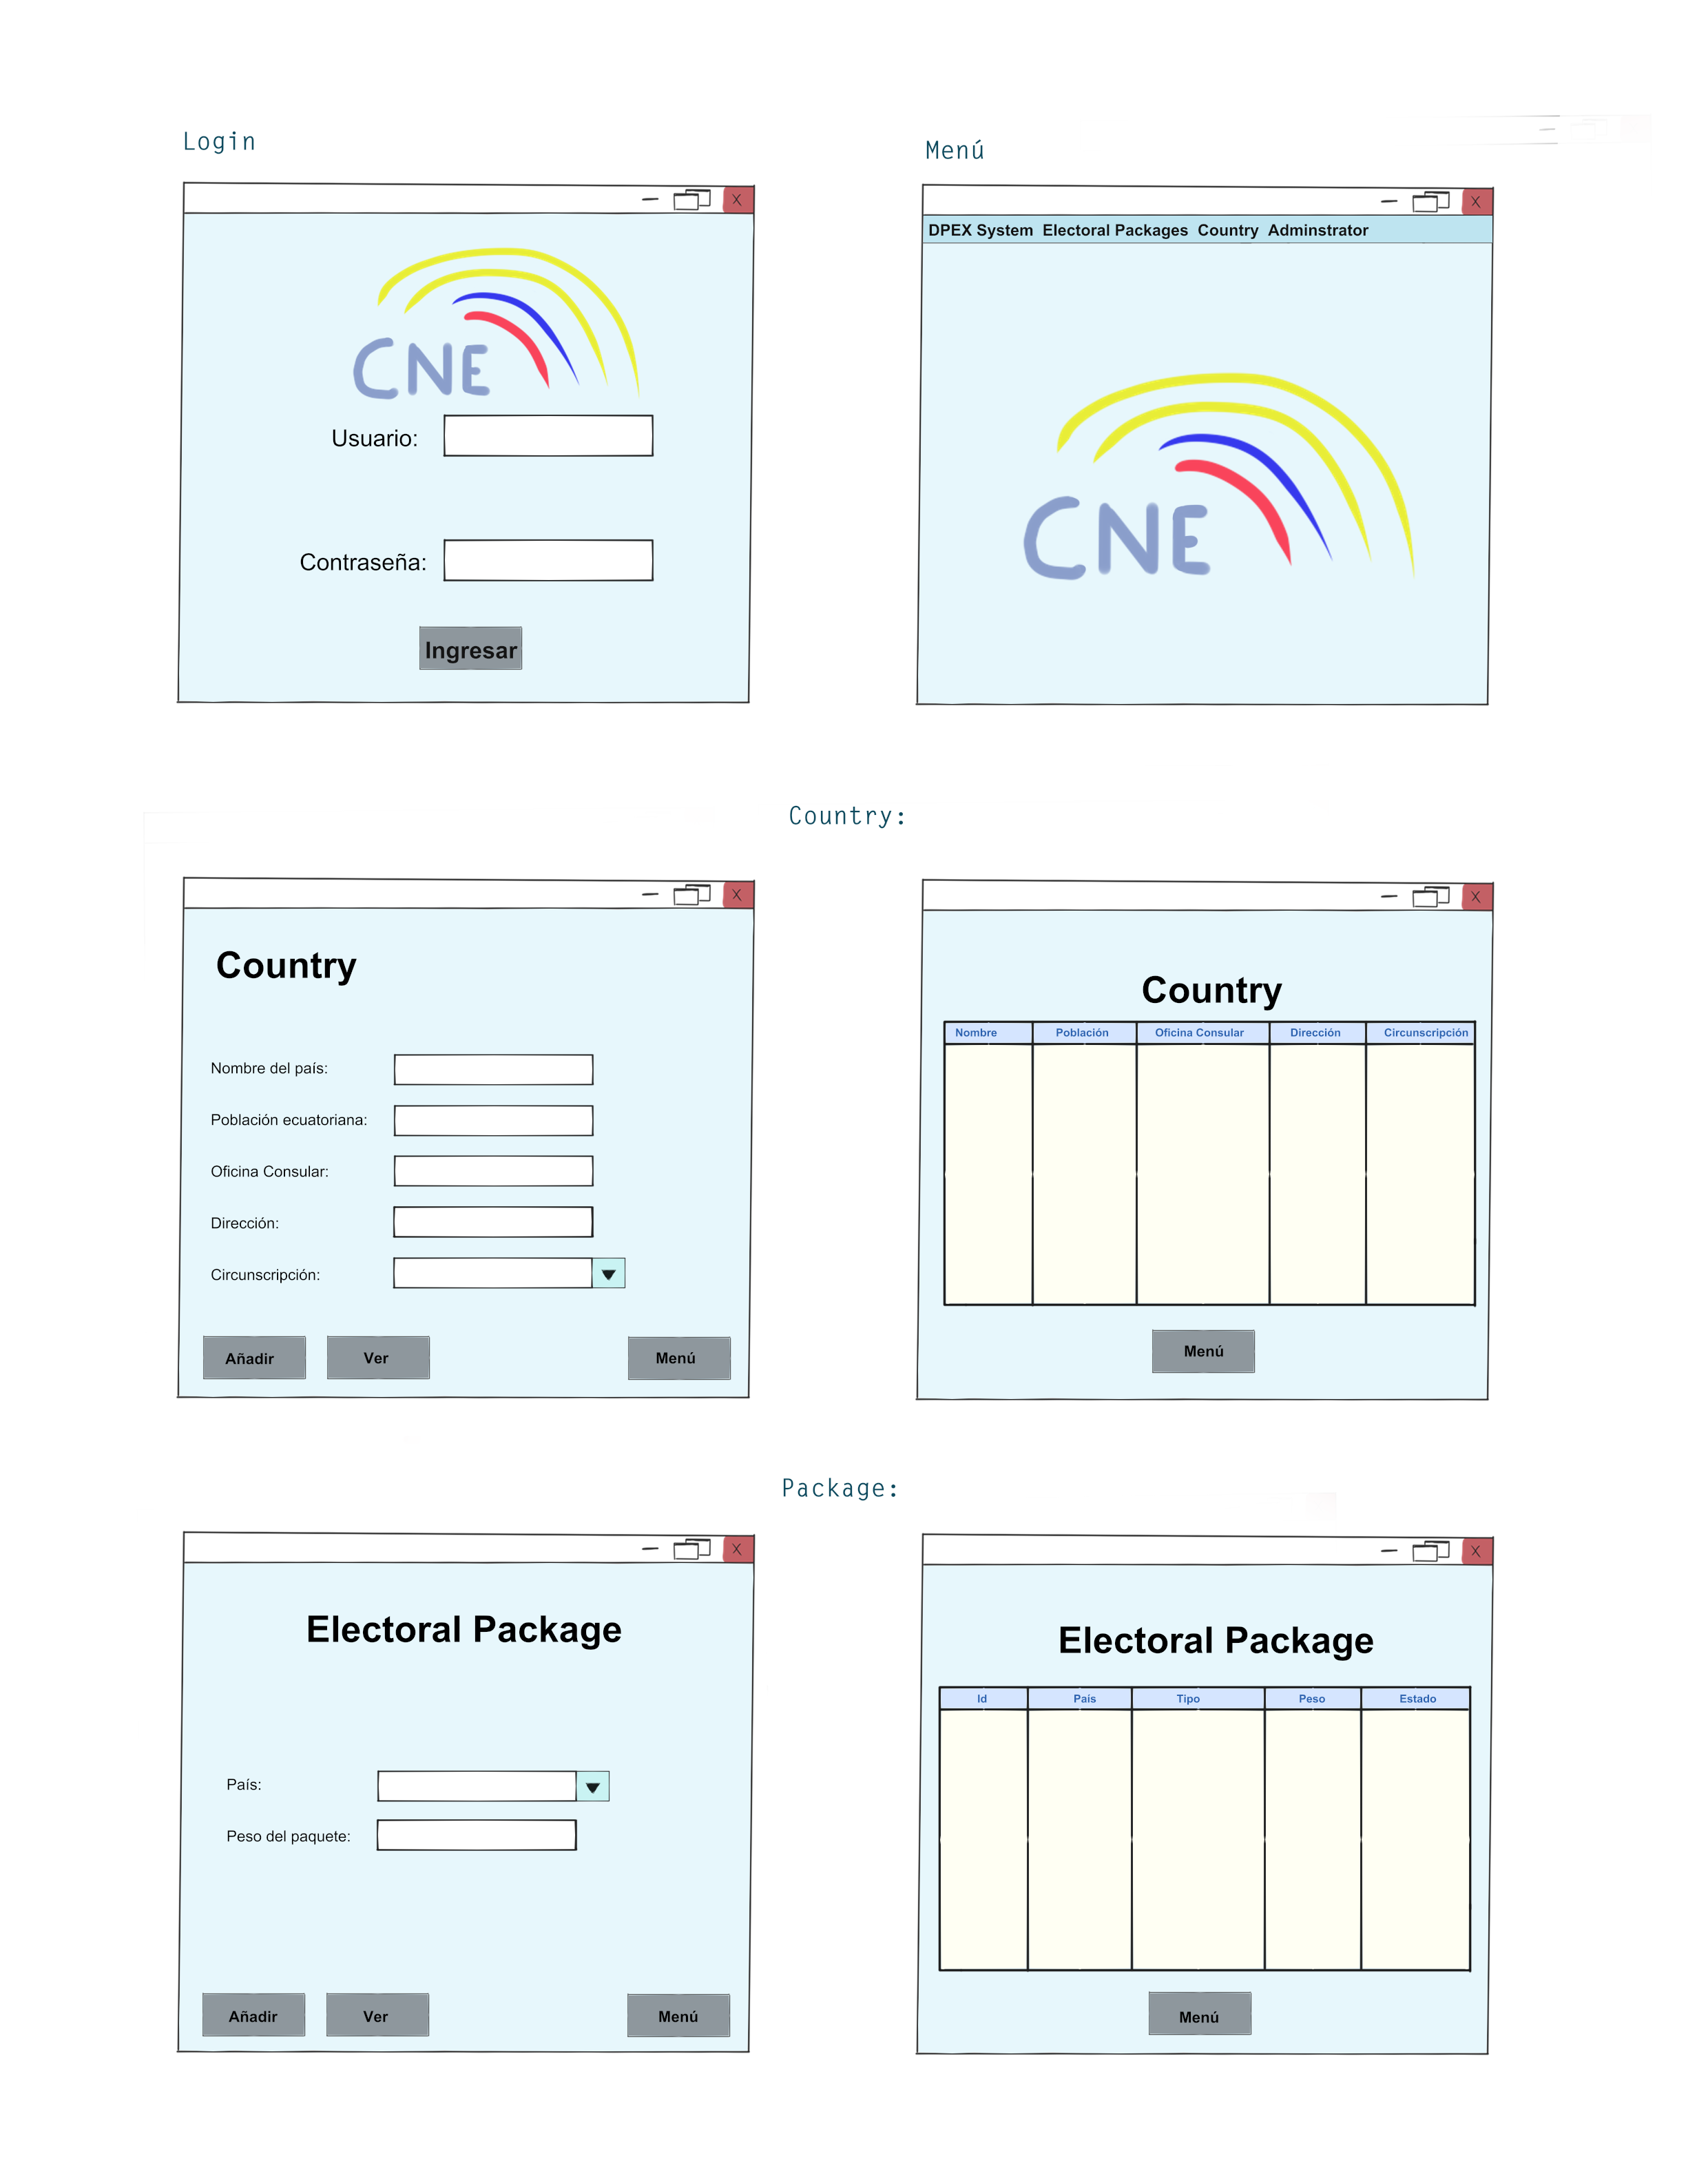 Login
Menú
X
CNE
Usuario:
Contraseña:
Ingresar
X
DPEX System Electoral Packages Country Adminstrator
CNE
Country:
X
Country
Nombre del país:
Población ecuatoriana:
Oficina Consular:
Dirección:
Circunscripción:
Añadir Ver Menú
X
Country
Nombre Población Oficina Consular Dirección Circunscripción
Menú
Package:
X
Electoral Package
País:
Peso del paquete:
Añadir Ver Menú
X
Electoral Package
Id País Tipo Peso Estado
Menú